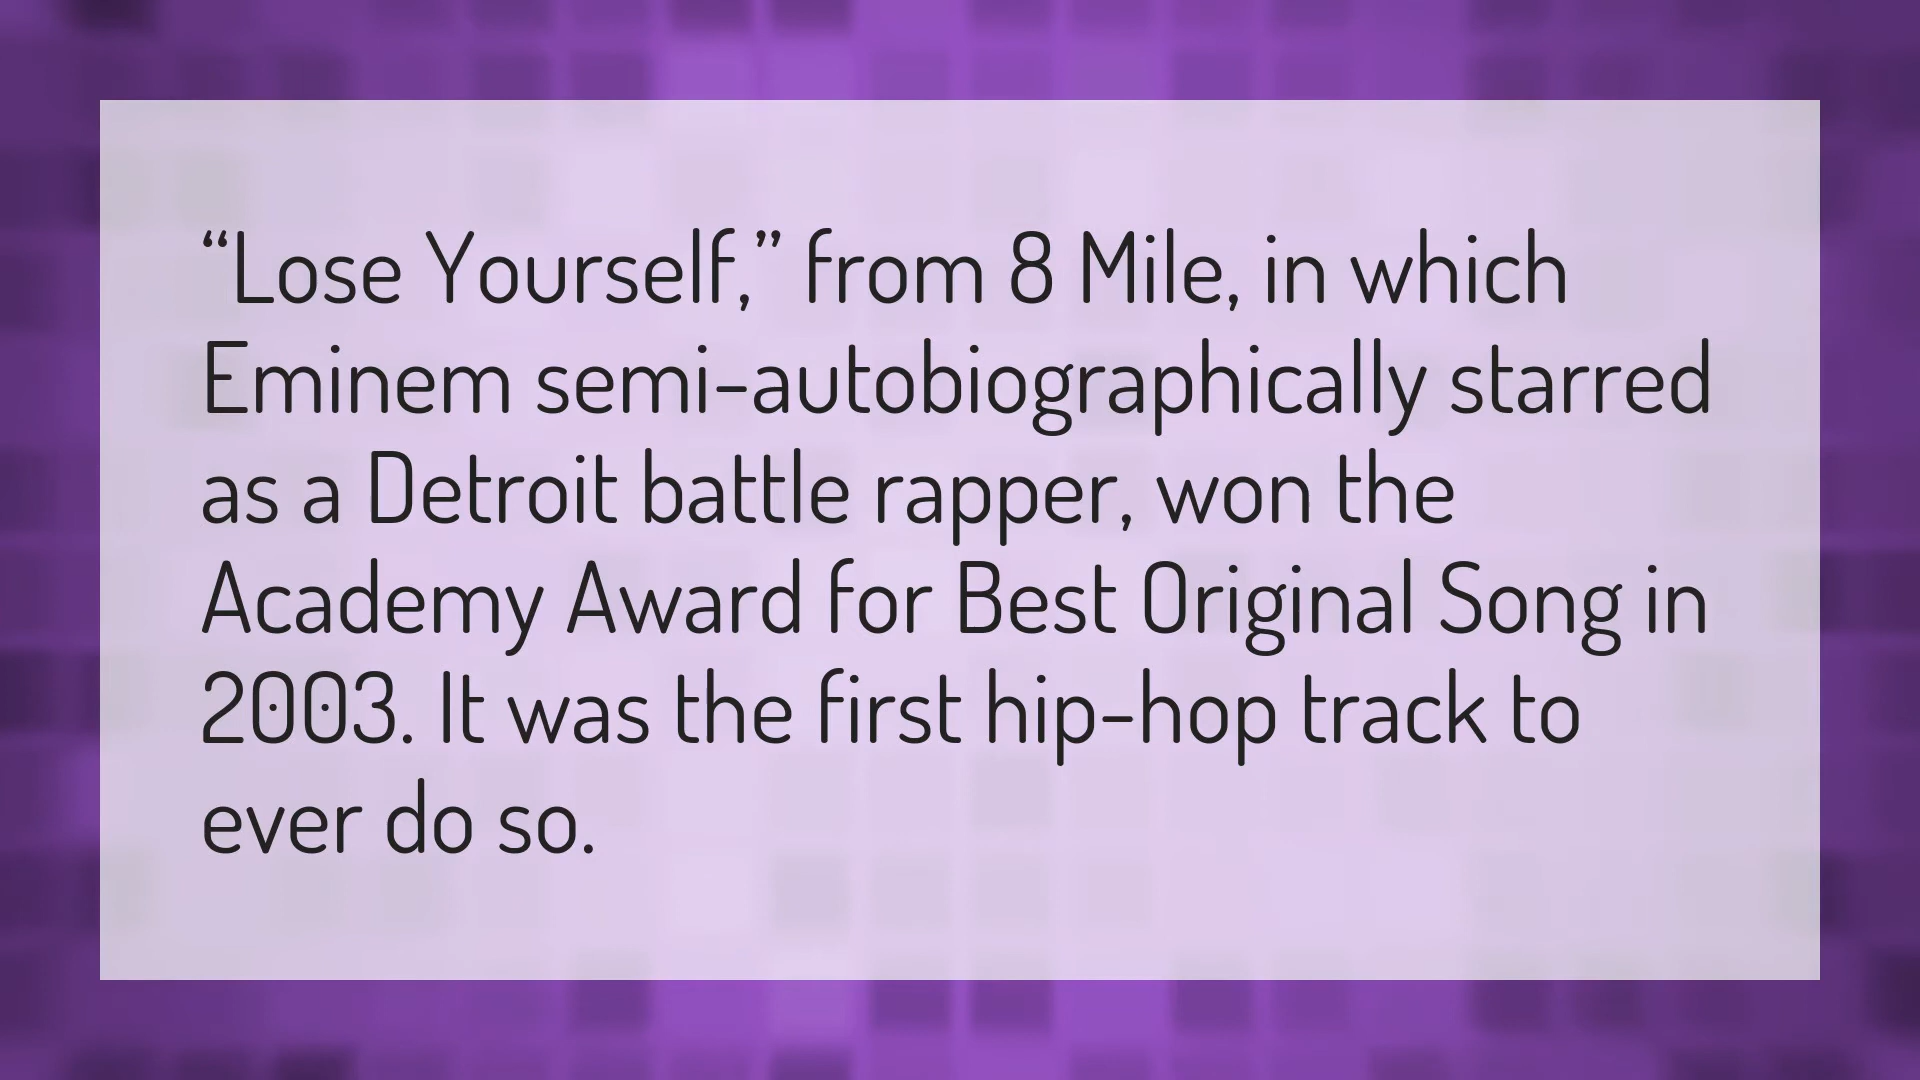 “Lose Yourself,” from 8 Mile, in which
Eminem semi-autobiographically starred
as a Detroit battle rapper, won the
Academy Award for Best Original Song in
2003. It was the first hip-hop track to
ever do so.